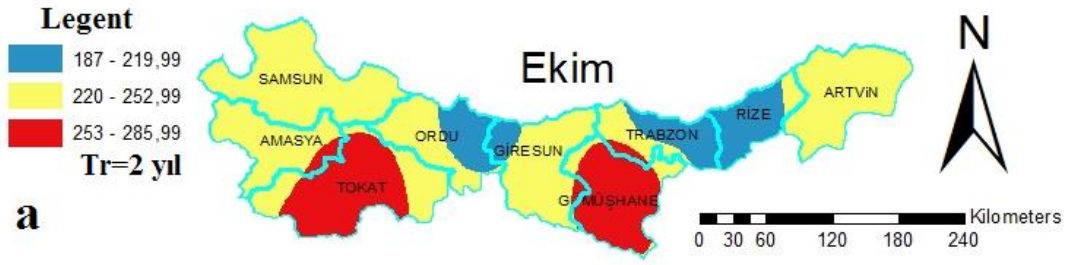 Legent
187 - 219,99
220 - 252,99
253 - 285,99
Tr=2 yıl
a
Ekim
SAMSUN
AMASYA
TOKAT
ORDU
GİRESUN
GÜMÜŞHANE
TRABZON
RİZE
ARTVİN
N
Kilometers
0 30 60 120 180 240